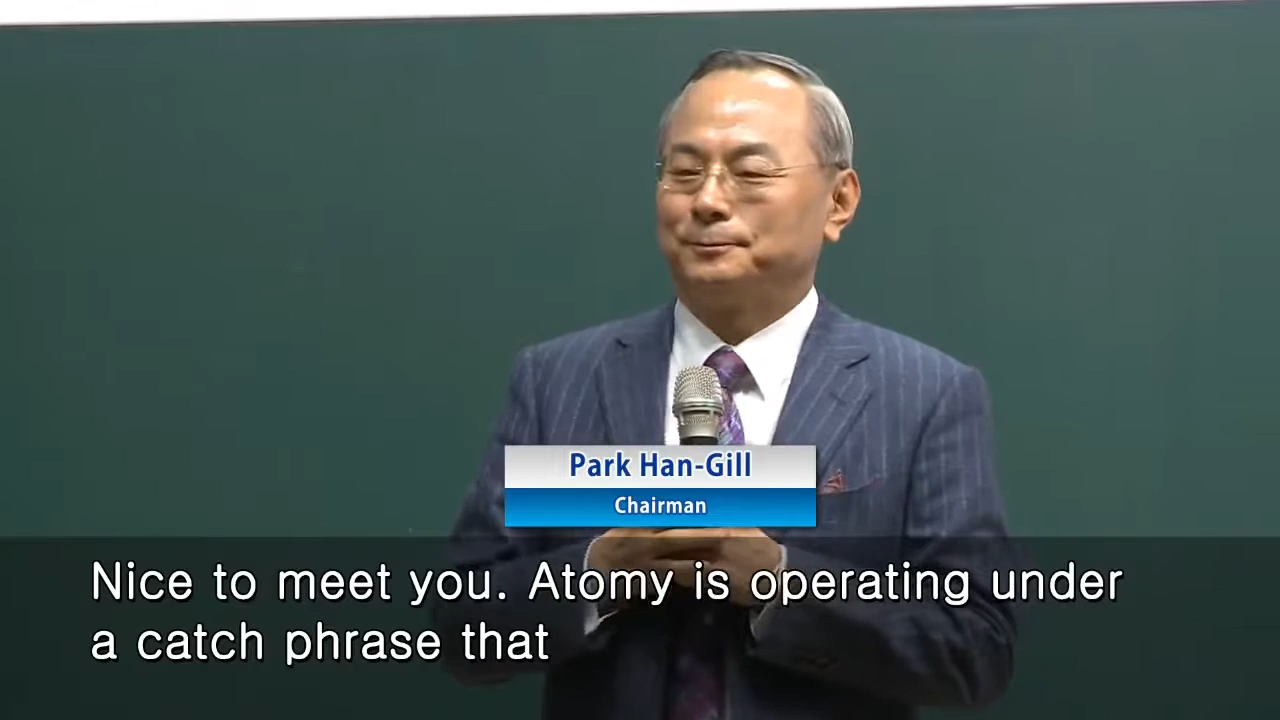 Park Han-Gill
Chairman
Nice to meet you. Atomy is operating under
a catch phrase that